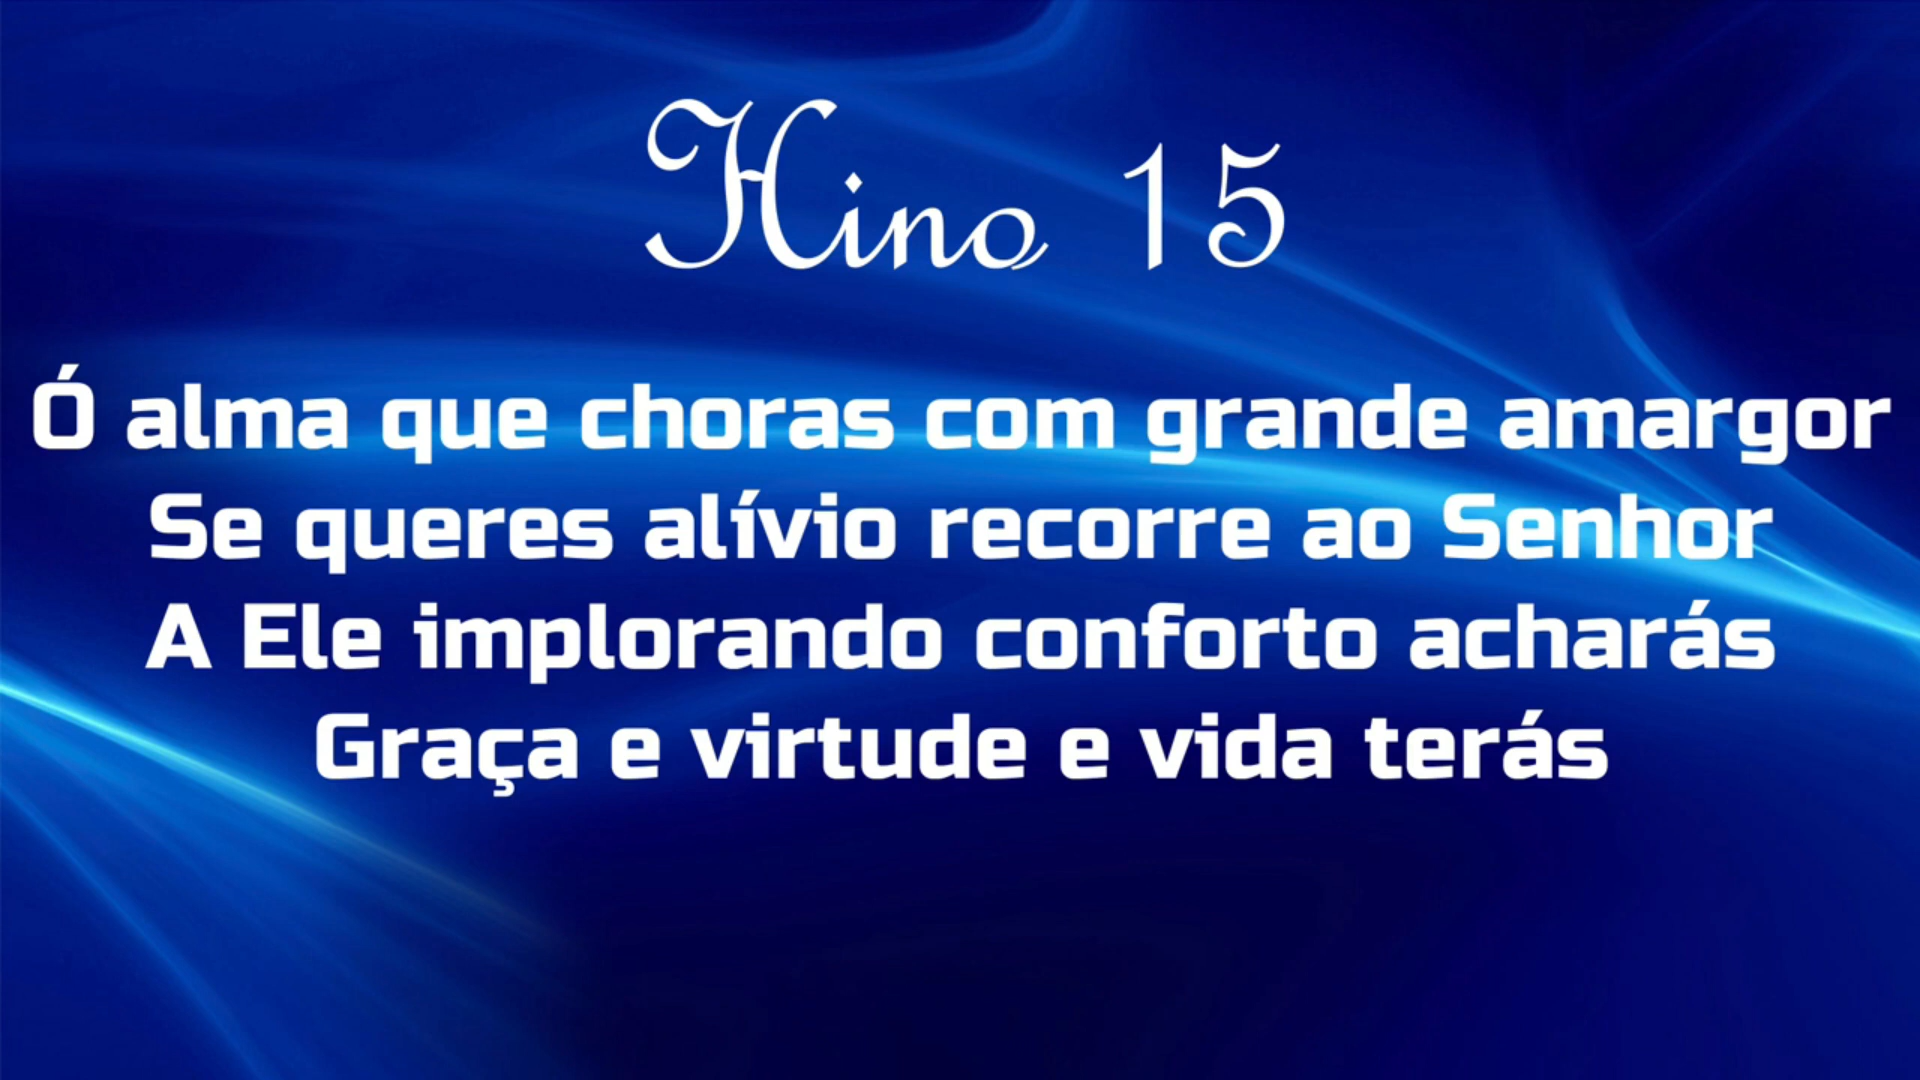 Hino 15
Ó alma que choras com grande amargor
Se queres alívio recorre ao Senhor
A Ele implorando conforto acharás
Graça e virtude e vida terás